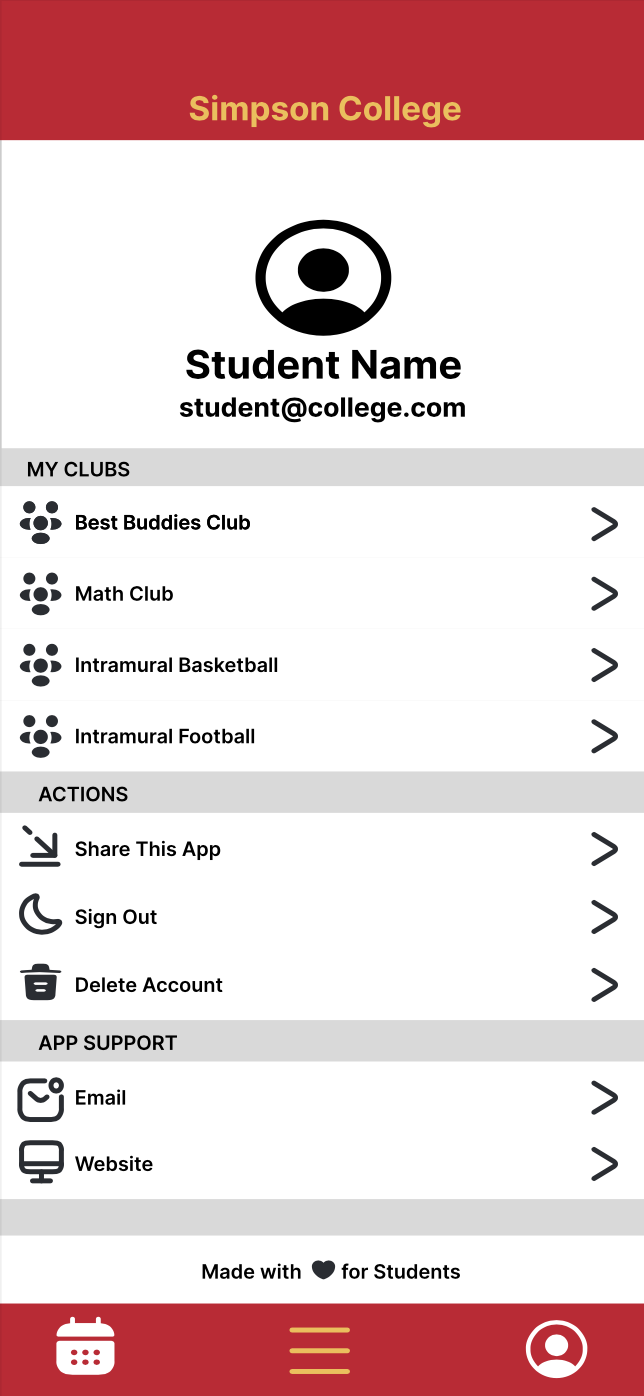 Simpson College
Student Name
student@college.com
MY CLUBS
Best Buddies Club
Math Club
Intramural Basketball
Intramural Football
ACTIONS
Share This App
Sign Out
Delete Account
APP SUPPORT
Email
Website
Made with for Students